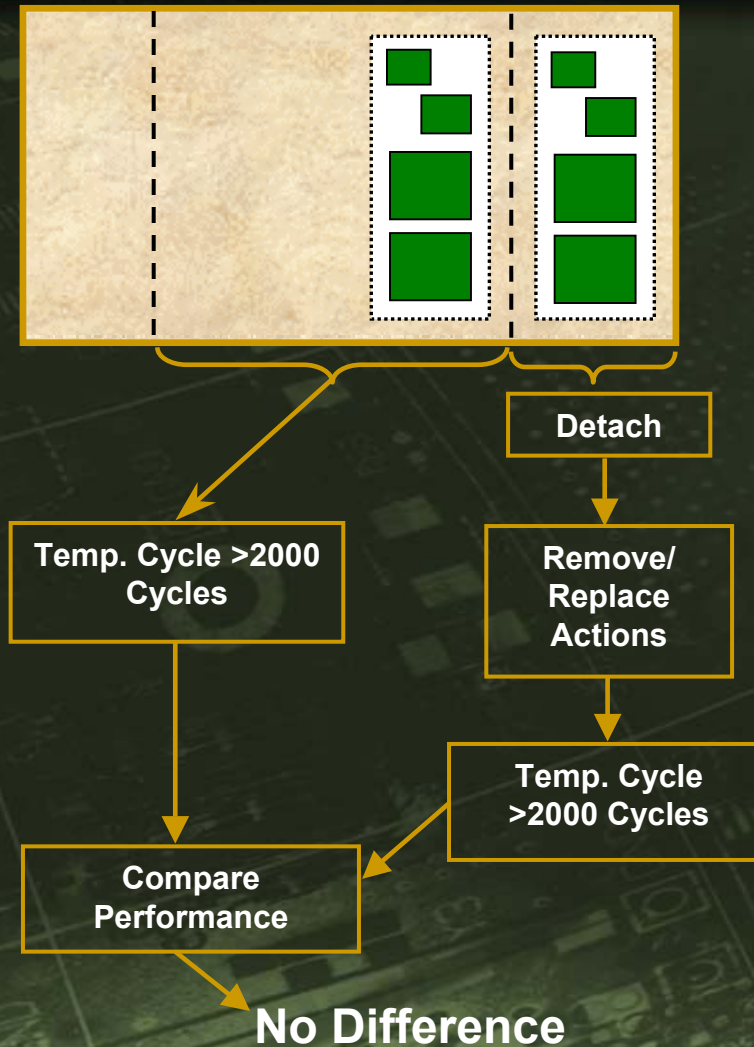 Detach
Temp. Cycle >2000
Cycles
Remove/
Replace
Actions
Temp. Cycle
>2000 Cycles
Compare
Performance
No Difference